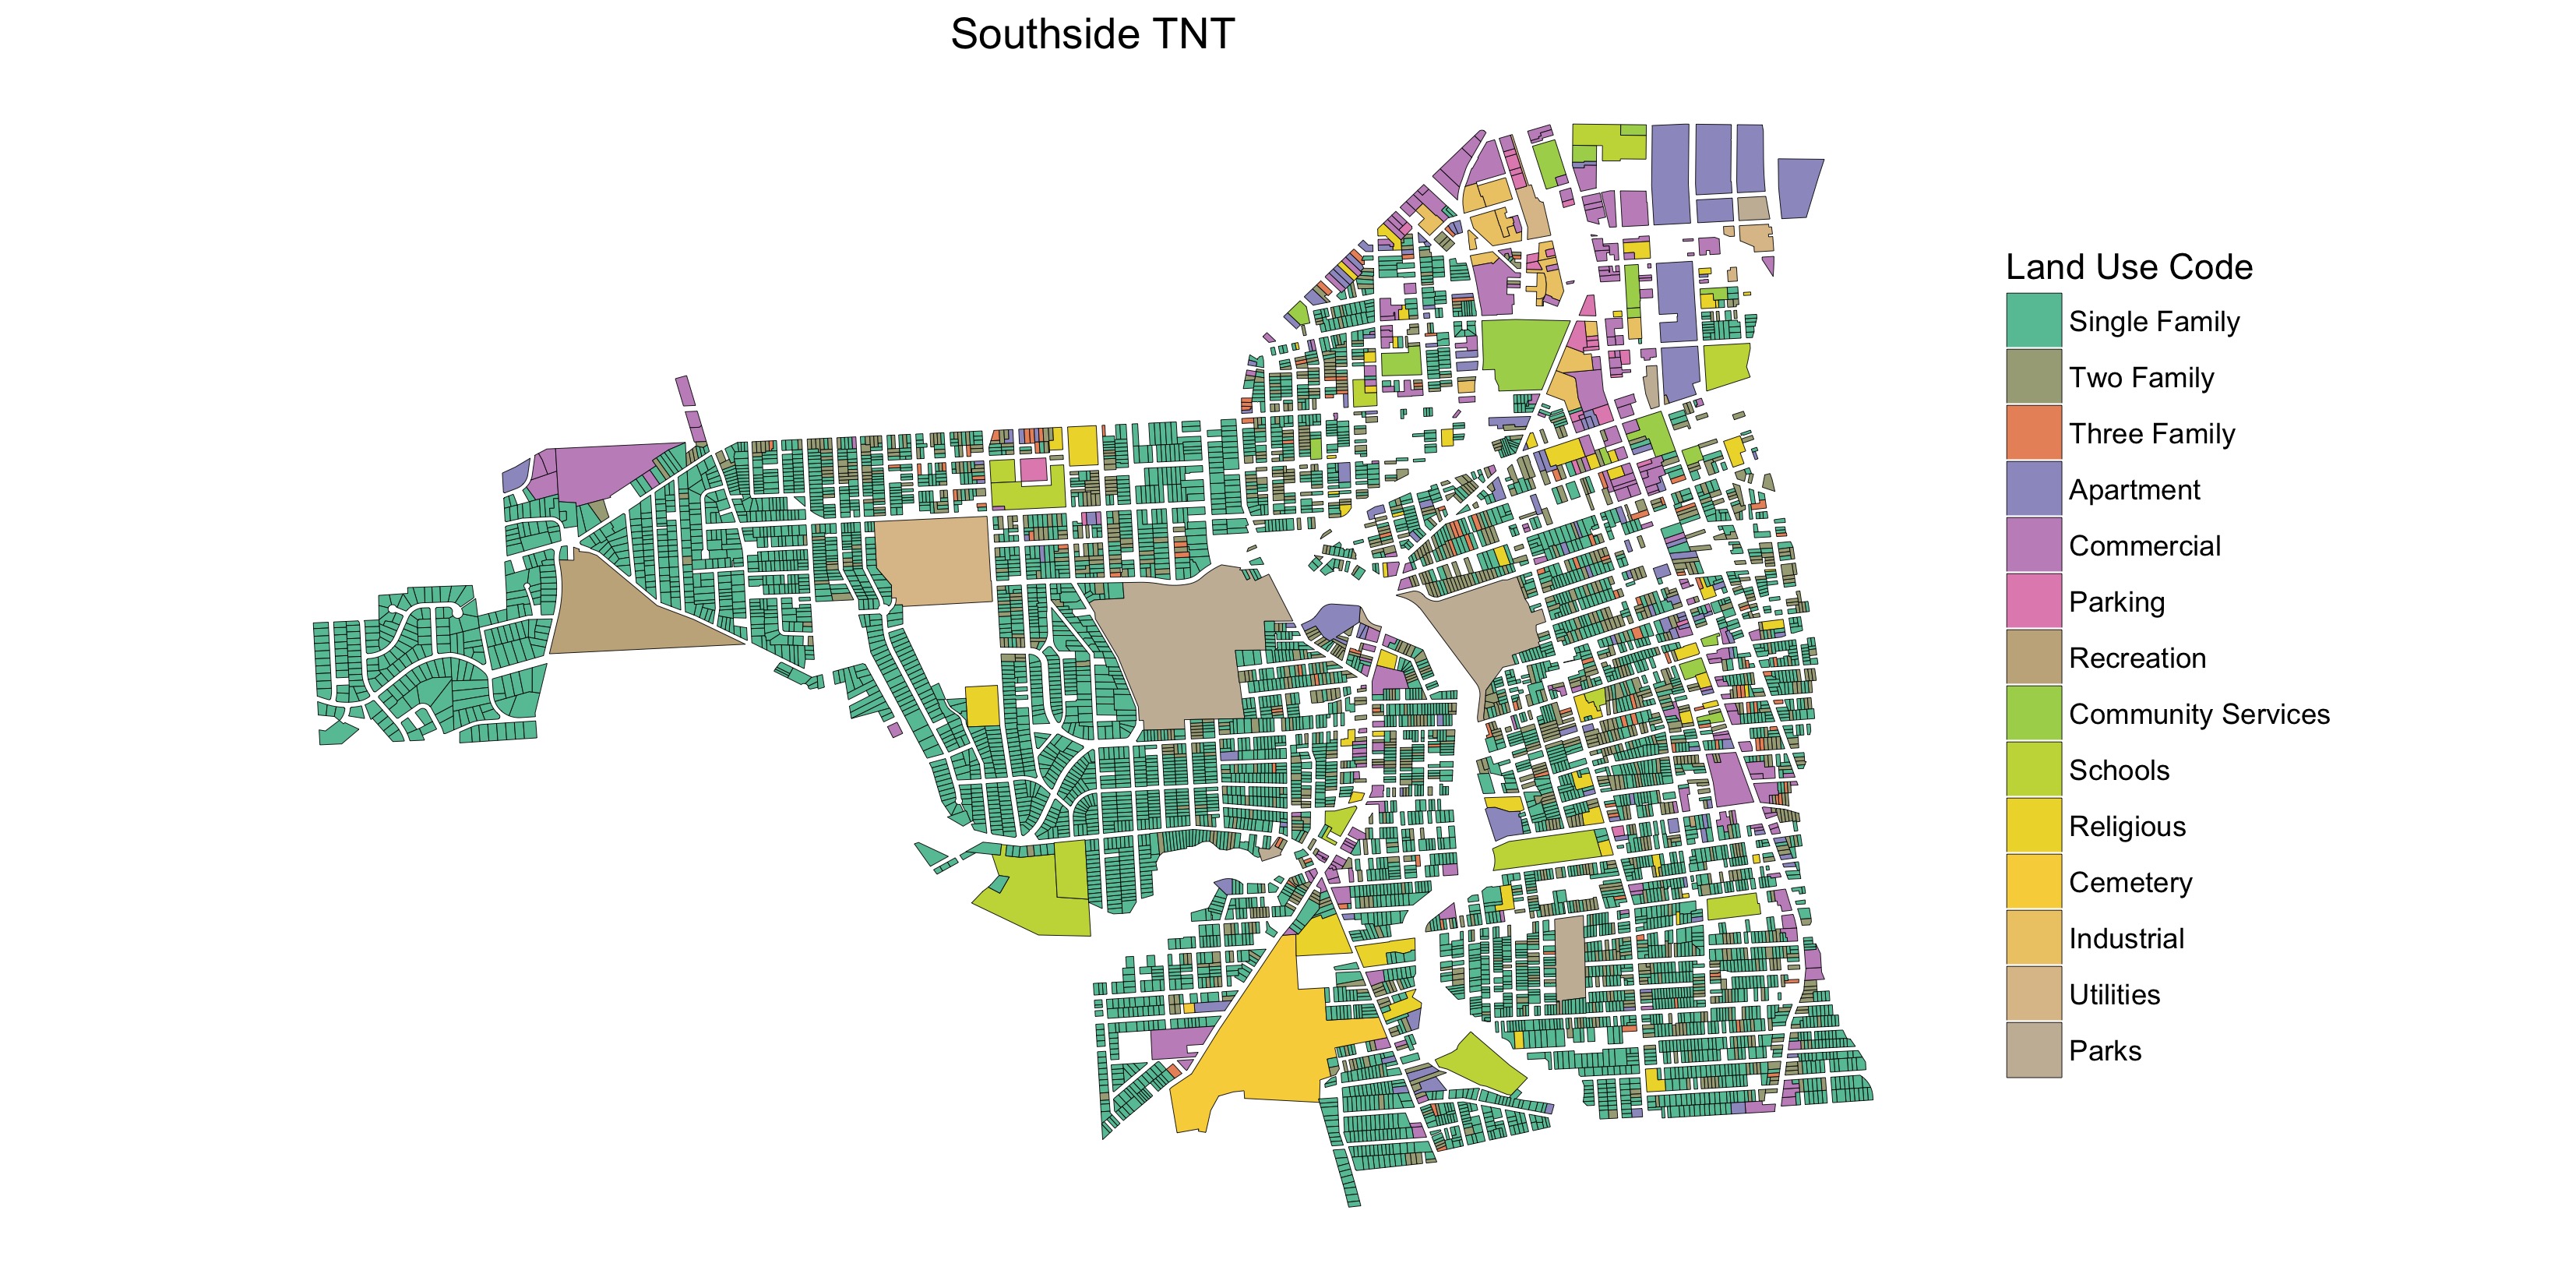 Southside TNT
Land Use Code
Single Family
Two Family
Three Family
Apartment
Commercial
Parking
Recreation
Community Services
Schools
Religious
Cemetery
Industrial
Utilities
Parks